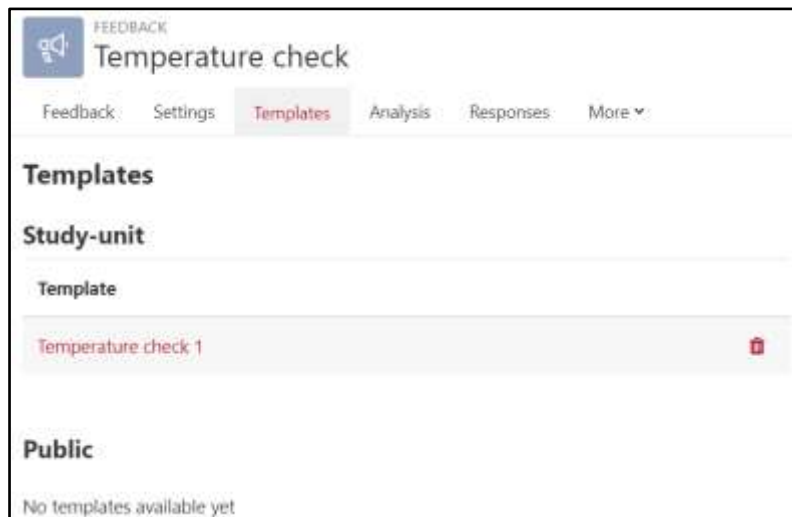 FEEDBACK
Temperature check
Feedback Settings Templates Analysis Responses More
Templates
Study-unit
Template
Temperature check 1
Public
No templates available yet